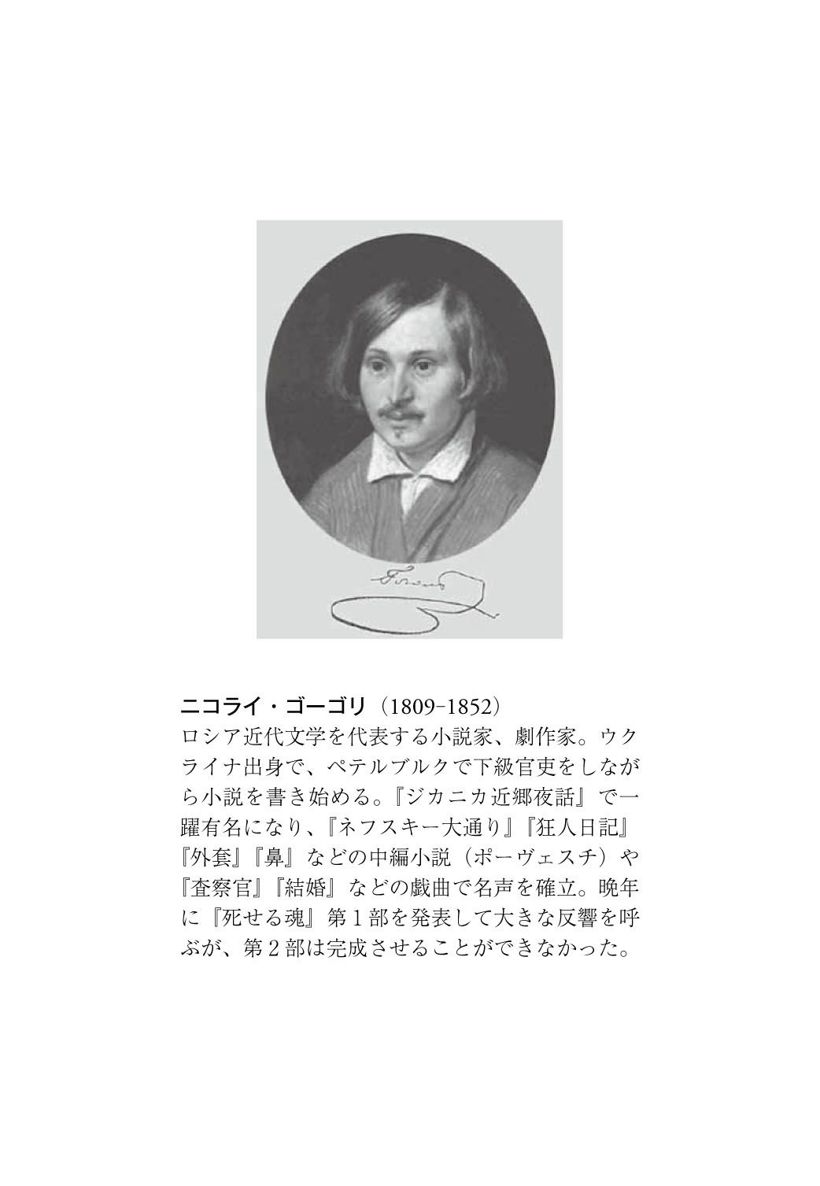 ニコライ・ゴーゴリ（1809–1852）
ロシア近代文学を代表する小説家、劇作家。ウク
ライナ出身で、ペテルブルクで下級官吏をしなが
ら小説を書き始める。『ジカニカ近郷夜話』で一
躍有名になり、『ネフスキー大通り』『狂人日記』
『外套』『鼻』などの中編小説（ポーヴェスチ）や
『査察官』『結婚』などの戯曲で名声を確立。晩年
に『死せる魂』第１部を発表して大きな反響を呼
ぶが、第２部は完成させることができなかった。